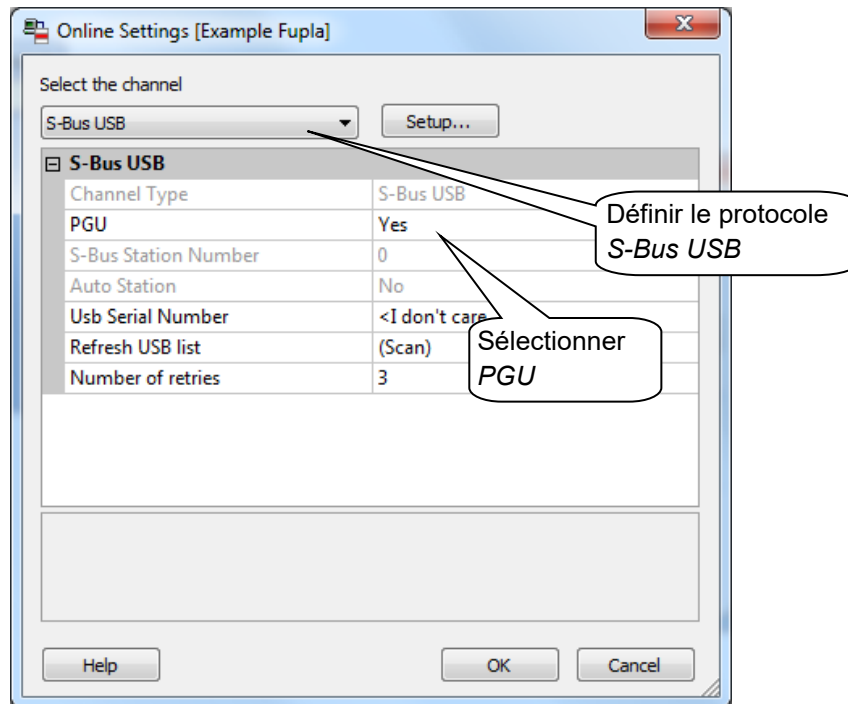 Online Settings [Example Fupla]
Select the channel
S-Bus USB
Setup...
S-Bus USB
Channel Type S-Bus USB
PGU Yes
S-Bus Station Number 0
Auto Station No
Usb Serial Number <I don't care
Refresh USB list (Scan)
Number of retries 3
Définir le protocole
S-Bus USB
Sélectionner
PGU
Help
OK
Cancel